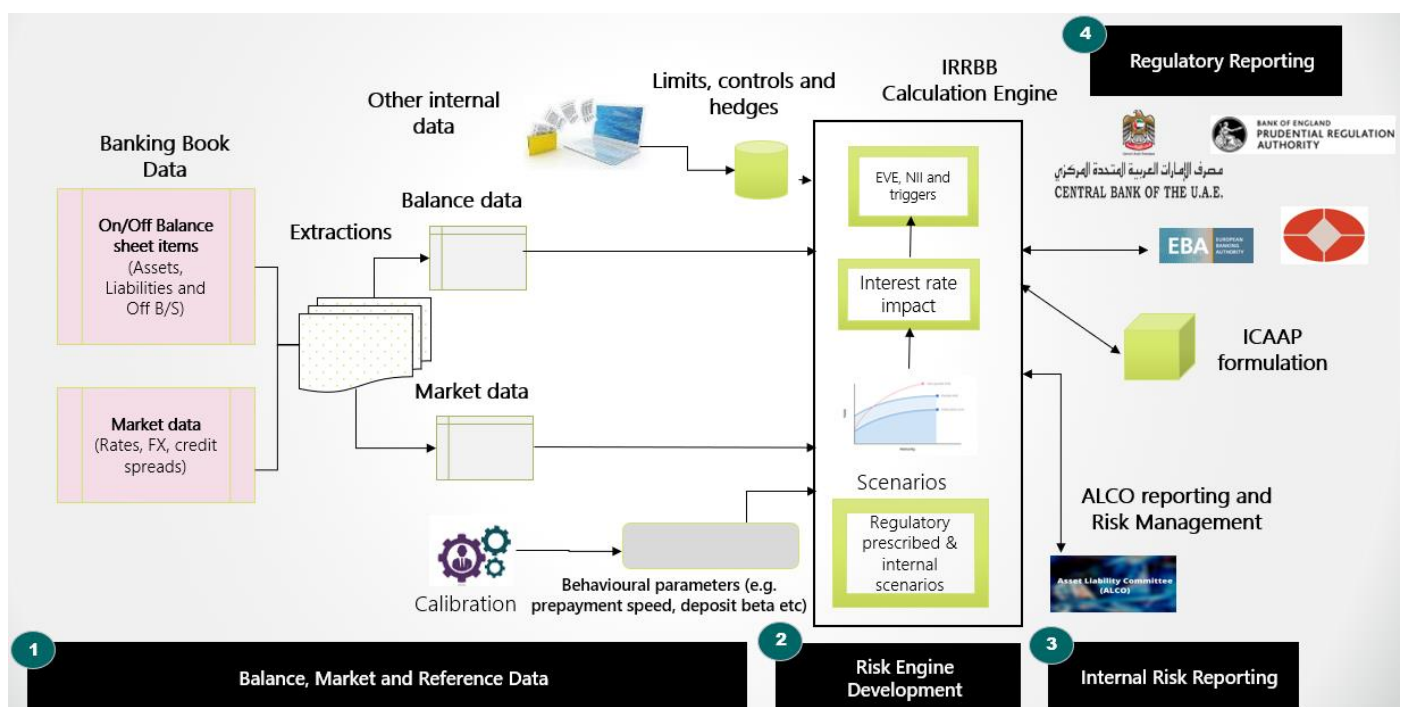 4
Regulatory Reporting
BANK OF ENGLAND
PRUDENTIAL REGULATION
AUTHORITY
مصرف الإمارات العربية المتحدة المركزي
CENTRAL BANK OF THE U.A.E.
EBA
EUROPEAN
BANKING
AUTHORITY
IRRBB
Calculation Engine
Limits, controls and
hedges
Other internal
data
Banking Book
Data
On/Off Balance
sheet items
(Assets,
Liabilities and
Off B/S)
Market data
(Rates, FX, credit
spreads)
Extractions
Balance data
Market data
EVE, NII and
triggers
Interest rate
impact
Scenarios
Regulatory
prescribed &
internal
scenarios
ICAAP
formulation
ALCO reporting and
Risk Management
Asset Liability Committee
(ALCO)
Calibration
Behavioural parameters (e.g.
prepayment speed, deposit beta etc)
1
Balance, Market and Reference Data
2
Risk Engine
Development
3
Internal Risk Reporting